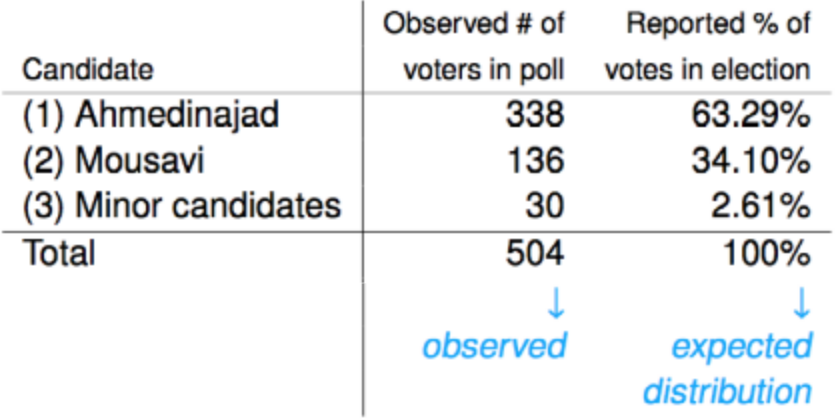 Observed # of Reported % of
Candidate voters in poll votes in election
(1) Ahmedinajad 338 63.29%
(2) Mousavi 136 34.10%
(3) Minor candidates 30 2.61%
Total 504 100%
↓ ↓
observed expected
distribution